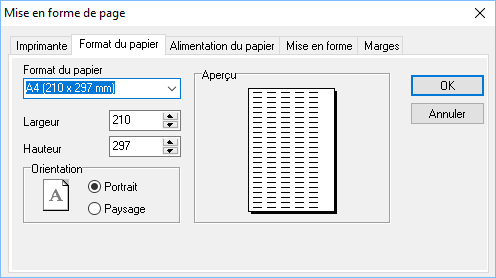 Mise en forme de page
Imprimante Format du papier Alimentation du papier Mise en forme Marges
Format du papier
A4 (210 x 297 mm)
Largeur 210
Hauteur 297
Orientation
A
Portrait
Paysage
Aperçu
OK
Annuler